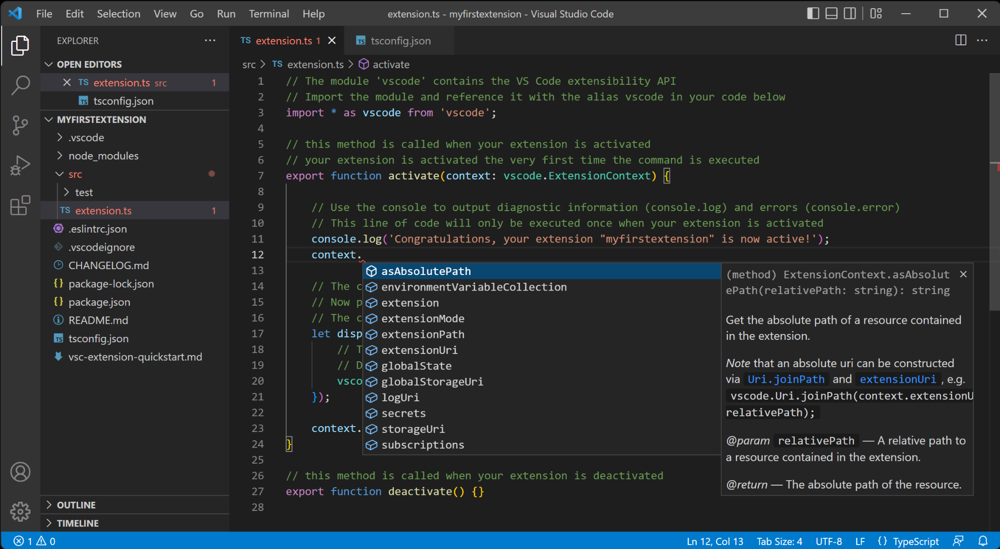 File Edit Selection View Go Run Terminal Help
extension.ts - myfirstextension - Visual Studio Code
EXPLORER
OPEN EDITORS
TS extension.ts src 1
TS tsconfig.json
MYFIRSTEXTENSION
.vscode
node_modules
src
test
TS extension.ts 1
.eslintrc.json
.vscodeignore
CHANGELOG.md
{} package-lock.json
{} package.json
README.md
TS tsconfig.json
vsc-extension-quickstart.md
OUTLINE
TIMELINE
TS extension.ts 1
TS tsconfig.json
src > TS extension.ts > activate
1 // The module 'vscode' contains the VS Code extensibility API
2 // Import the module and reference it with the alias vscode in your code below
3 import * as vscode from 'vscode';
4
5 // this method is called when your extension is activated
6 // your extension is activated the very first time the command is executed
7 export function activate(context: vscode.ExtensionContext) {
8
9 // Use the console to output diagnostic information (console.log) and errors (console.error)
10 // This line of code will only be executed once when your extension is activated
11 console.log('Congratulations, your extension "myfirstextension" is now active!');
12 context.
13
14 // The c
15 // Now p
16 // The c
17 let disp
18 // T
19 // D
20 vsco
21 });
22
23 context.
24 }
25
26 // this method is called when your extension is deactivated
27 export function deactivate() {}
28
asAbsolutePath
environmentVariableCollection
extension
extensionMode
extensionPath
extensionUri
globalState
globalStorageUri
logUri
secrets
storageUri
subscriptions
(method) ExtensionContext.asAbsolut
ePath(relativePath: string): string
Get the absolute path of a resource contained
in the extension.
Note that an absolute uri can be constructed
via Uri.joinPath and extensionUri , e.g.
vscode.Uri.joinPath(context.extensionU
relativePath);
@param relativePath — A relative path to
a resource contained in the extension.
@return — The absolute path of the resource.
1 0
Ln 12, Col 13 Tab Size: 4 UTF-8 LF {} TypeScript